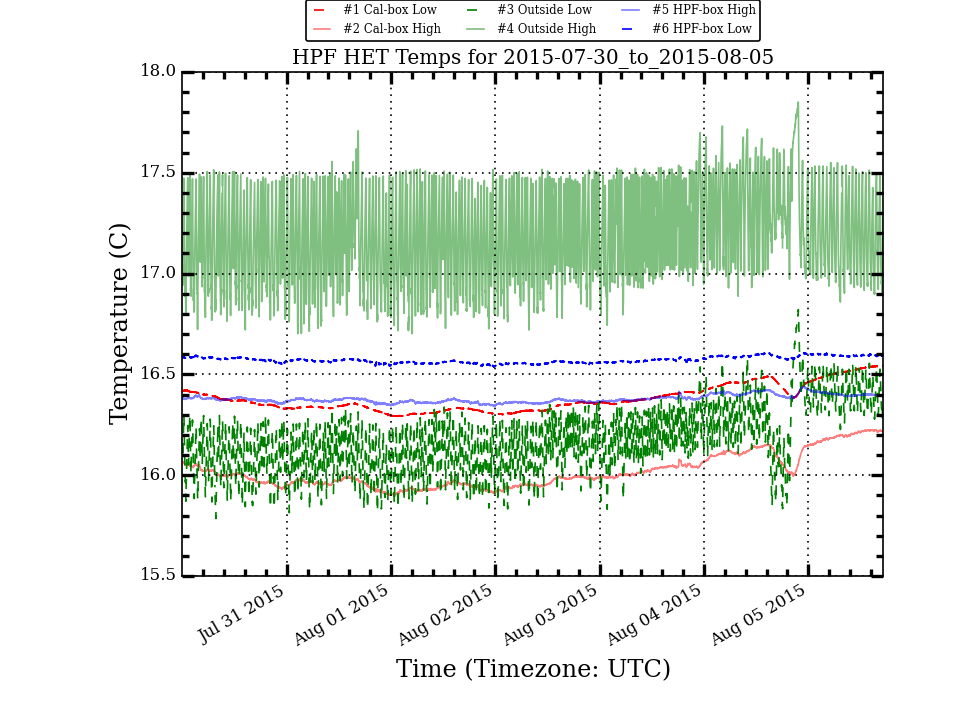 #1 Cal-box Low #3 Outside Low #5 HPF-box High
#2 Cal-box High #4 Outside High #6 HPF-box Low
HPF HET Temps for 2015-07-30_to_2015-08-05
18.0
17.5
17.0
16.5
16.0
15.5
Temperature (C)
Jul 31 2015
Aug 01 2015
Aug 02 2015
Aug 03 2015
Aug 04 2015
Aug 05 2015
Time (Timezone: UTC)